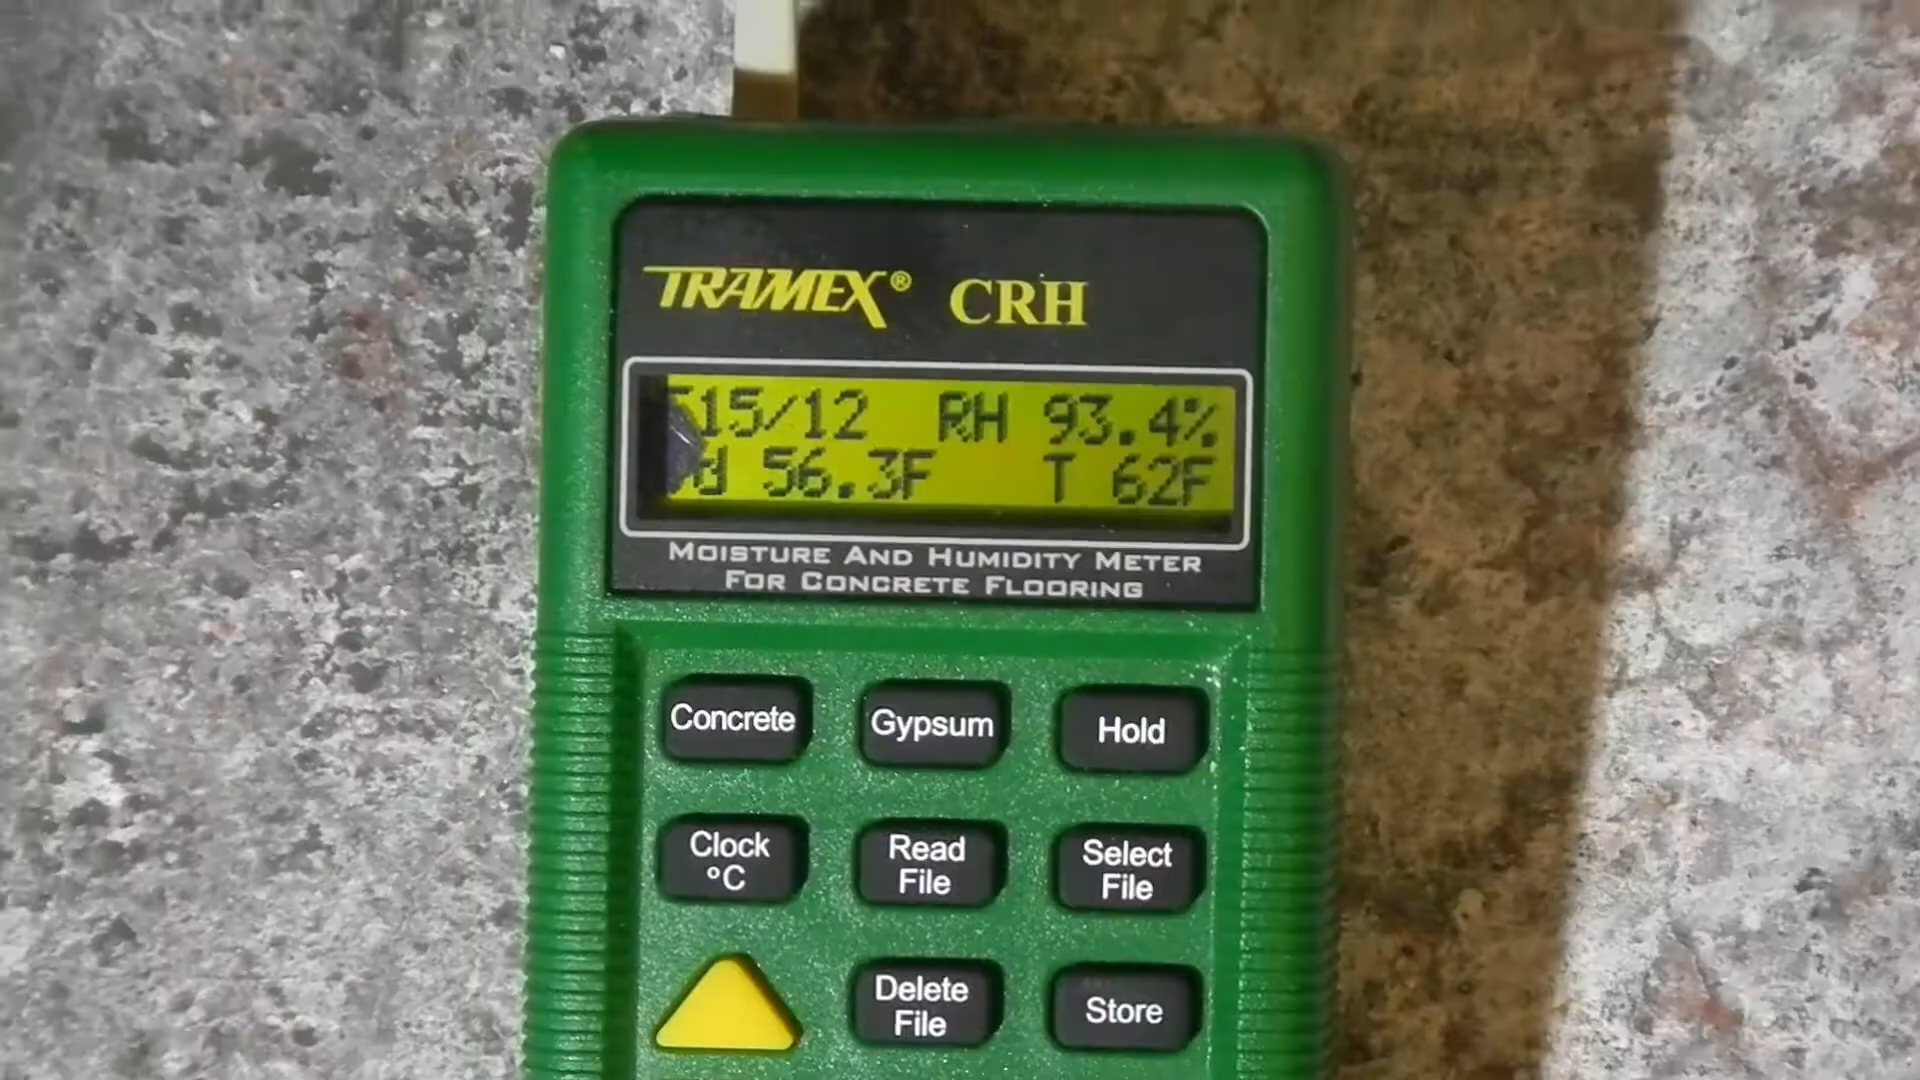 TRAMEX® CRH
15/12 RH 93.4%
d 56.3F T 62F
MOISTURE AND HUMIDITY METER
FOR CONCRETE FLOORING
Concrete Gypsum Hold
Clock °C Read File Select File
Delete File Store